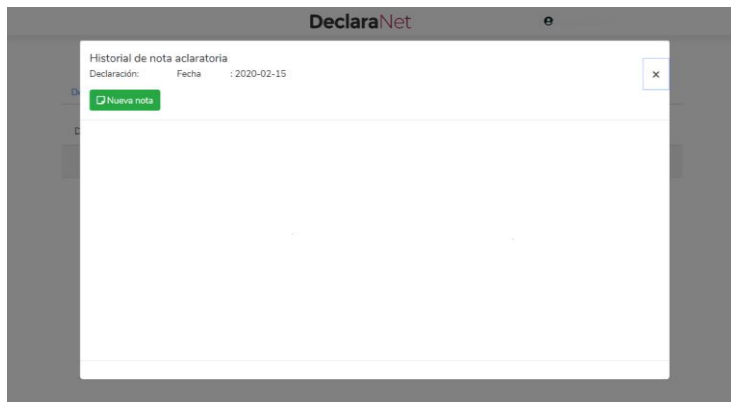 DeclaraNet
Historial de nota aclaratoria
Declaración: Fecha : 2020-02-15
×
Nueva nota